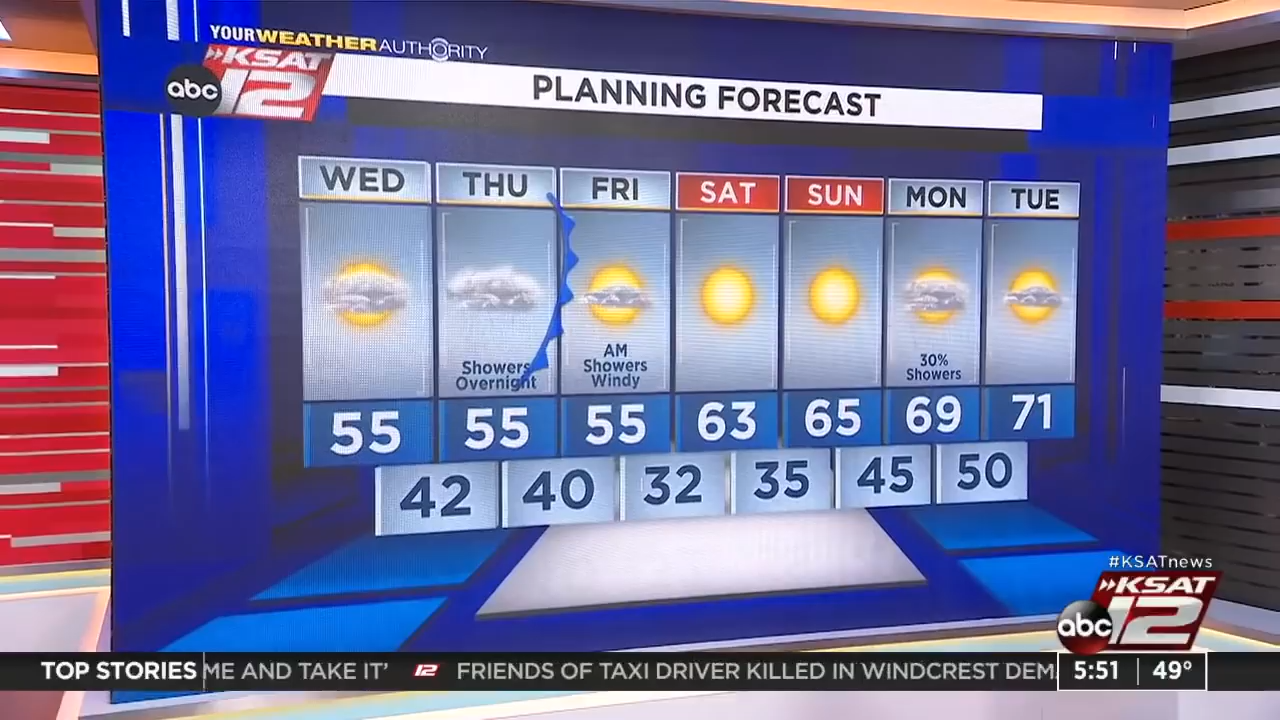 YOUR WEATHER AUTHORITY
KSAT
abc 12
PLANNING FORECAST
WED THU FRI SAT SUN MON TUE
Showers Overnight
AM Showers Windy
30% Showers
55 55 55 63 65 69 71
42 40 32 35 45 50
#KSATnews
KSAT
abc 12
TOP STORIES ME AND TAKE IT’ 12 FRIENDS OF TAXI DRIVER KILLED IN WINDCREST DEM 5:51 49°